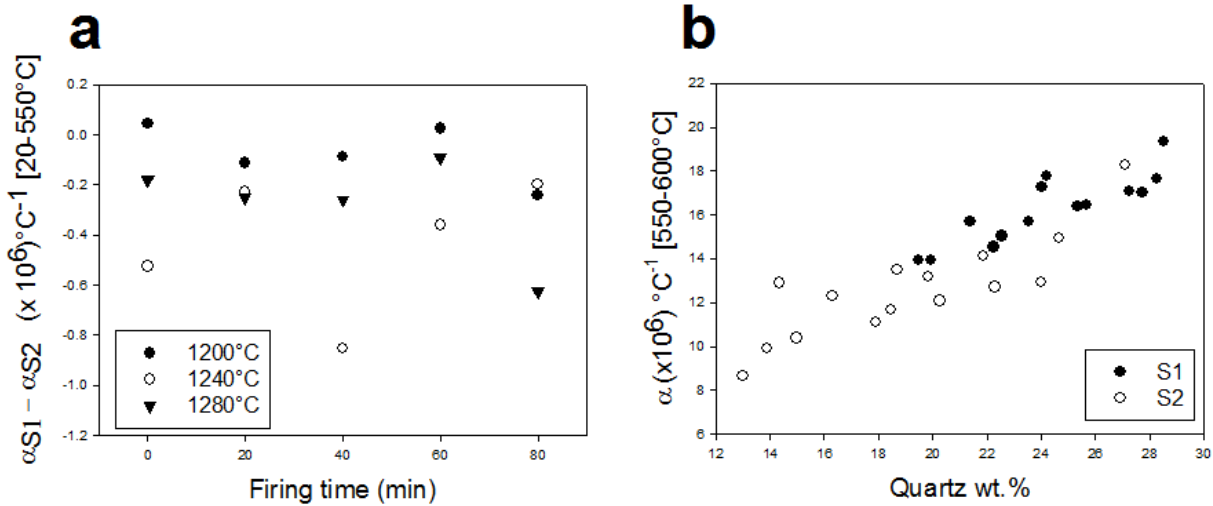 a
αS1 – αS2 (x 10⁶)°C⁻¹ [20-550°C]
0.2
0.0
-0.2
-0.4
-0.6
-0.8
-1.0
-1.2
1200°C
1240°C
1280°C
0 20 40 60 80
Firing time (min)
b
α (x10⁶) °C⁻¹ [550-600°C]
22
20
18
16
14
12
10
8
6
S1
S2
12 14 16 18 20 22 24 26 28 30
Quartz wt.%